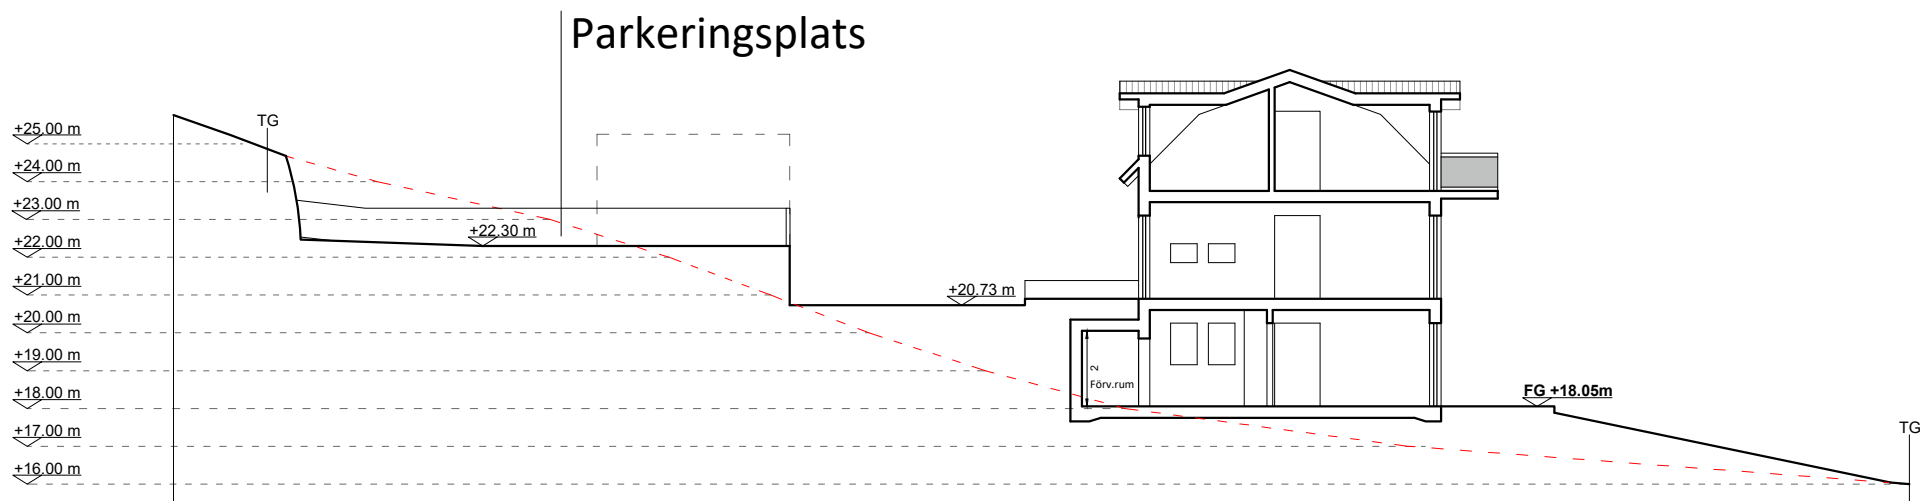 Parkeringsplats
TG
+25.00 m
+24.00 m
+23.00 m
+22.00 m
+21.00 m
+20.00 m
+19.00 m
+18.00 m
+17.00 m
+16.00 m
+22.30 m
+20.73 m
2
Förv.rum
FG +18.05m
TG